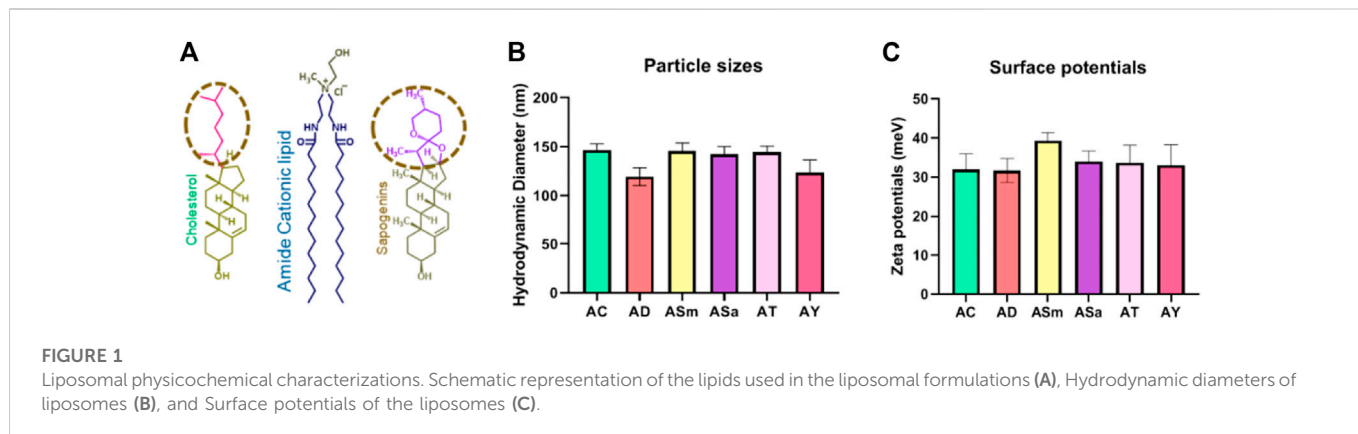 A
Cholesterol
H
H
H
H
OH
Amide Cationic lipid
OH
H₃C
N
+
Cl⁻
HN
NH
O
O
Sapogenins
H₃C
O
O
H₃C
H
H
H₃C
H
H₃C
H
H
OH
B
Particle sizes
Hydrodynamic Diameter (nm)
200
150
100
50
0
AC AD ASm ASa AT AY
C
Surface potentials
Zeta potentials (meV)
50
40
30
20
10
0
AC AD ASm ASa AT AY
FIGURE 1
Liposomal physicochemical characterizations. Schematic representation of the lipids used in the liposomal formulations (A), Hydrodynamic diameters of
liposomes (B), and Surface potentials of the liposomes (C).